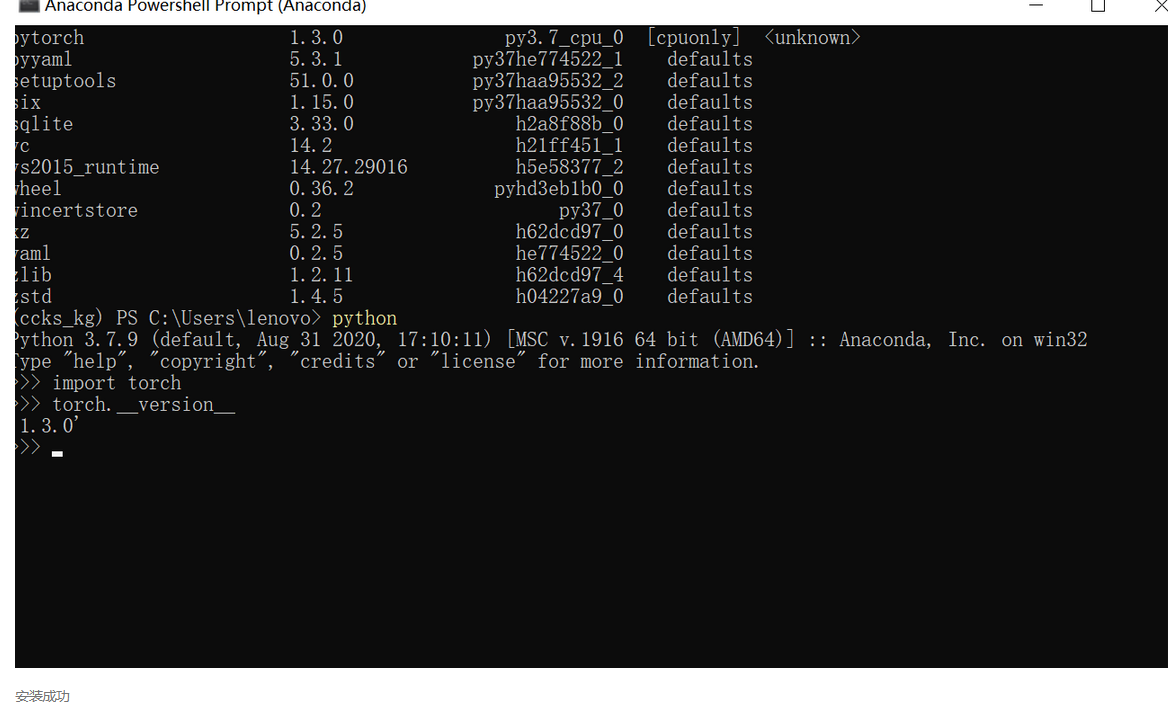 Anaconda Powershell Prompt (Anaconda)
pytorch 1.3.0 py3.7_cpu_0 [cpuonly] <unknown>
pyyaml 5.3.1 py37he774522_1 defaults
setuptools 51.0.0 py37haa95532_2 defaults
six 1.15.0 py37haa95532_0 defaults
sqlite 3.33.0 h2a8f88b_0 defaults
vc 14.2 h21ff451_1 defaults
vs2015_runtime 14.27.29016 h5e58377_2 defaults
wheel 0.36.2 pyhd3eb1b0_0 defaults
wincertstore 0.2 py37_0 defaults
xz 5.2.5 h62dcd97_0 defaults
yaml 0.2.5 he774522_0 defaults
zlib 1.2.11 h62dcd97_4 defaults
zstd 1.4.5 h04227a9_0 defaults
(ccks_kg) PS C:\Users\lenovo> python
Python 3.7.9 (default, Aug 31 2020, 17:10:11) [MSC v.1916 64 bit (AMD64)] :: Anaconda, Inc. on win32
Type "help", "copyright", "credits" or "license" for more information.
>>> import torch
>>> torch.__version__
'1.3.0'
>>>
安装成功